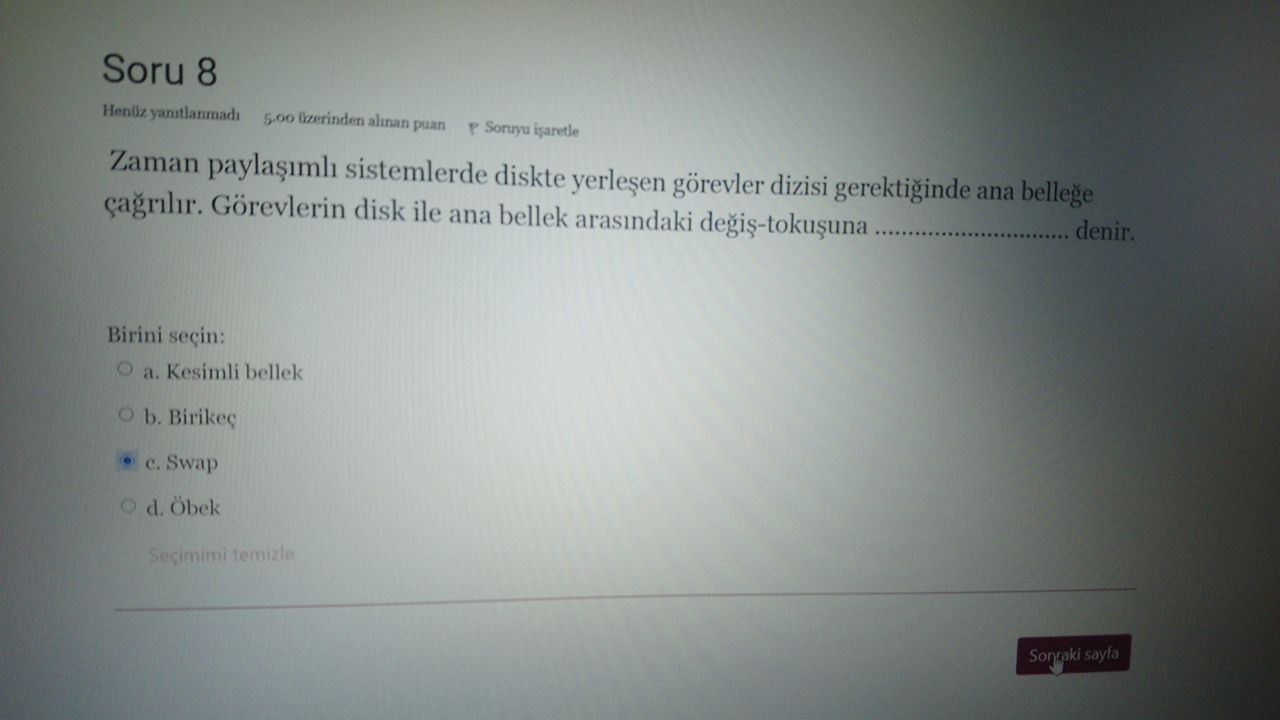 Soru 8
Henüz yanıtlanmadı 5,00 üzerinden alınan puan Soruyu işaretle
Zaman paylaşımlı sistemlerde diskte yerleşen görevler dizisi gerektiğinde ana belleğe
çağrılır. Görevlerin disk ile ana bellek arasındaki değiş-tokuşuna ............................. denir.
Birini seçin:
a. Kesimli bellek
b. Birikeç
c. Swap
d. Öbek
Seçimimi temizle
Sonraki sayfa